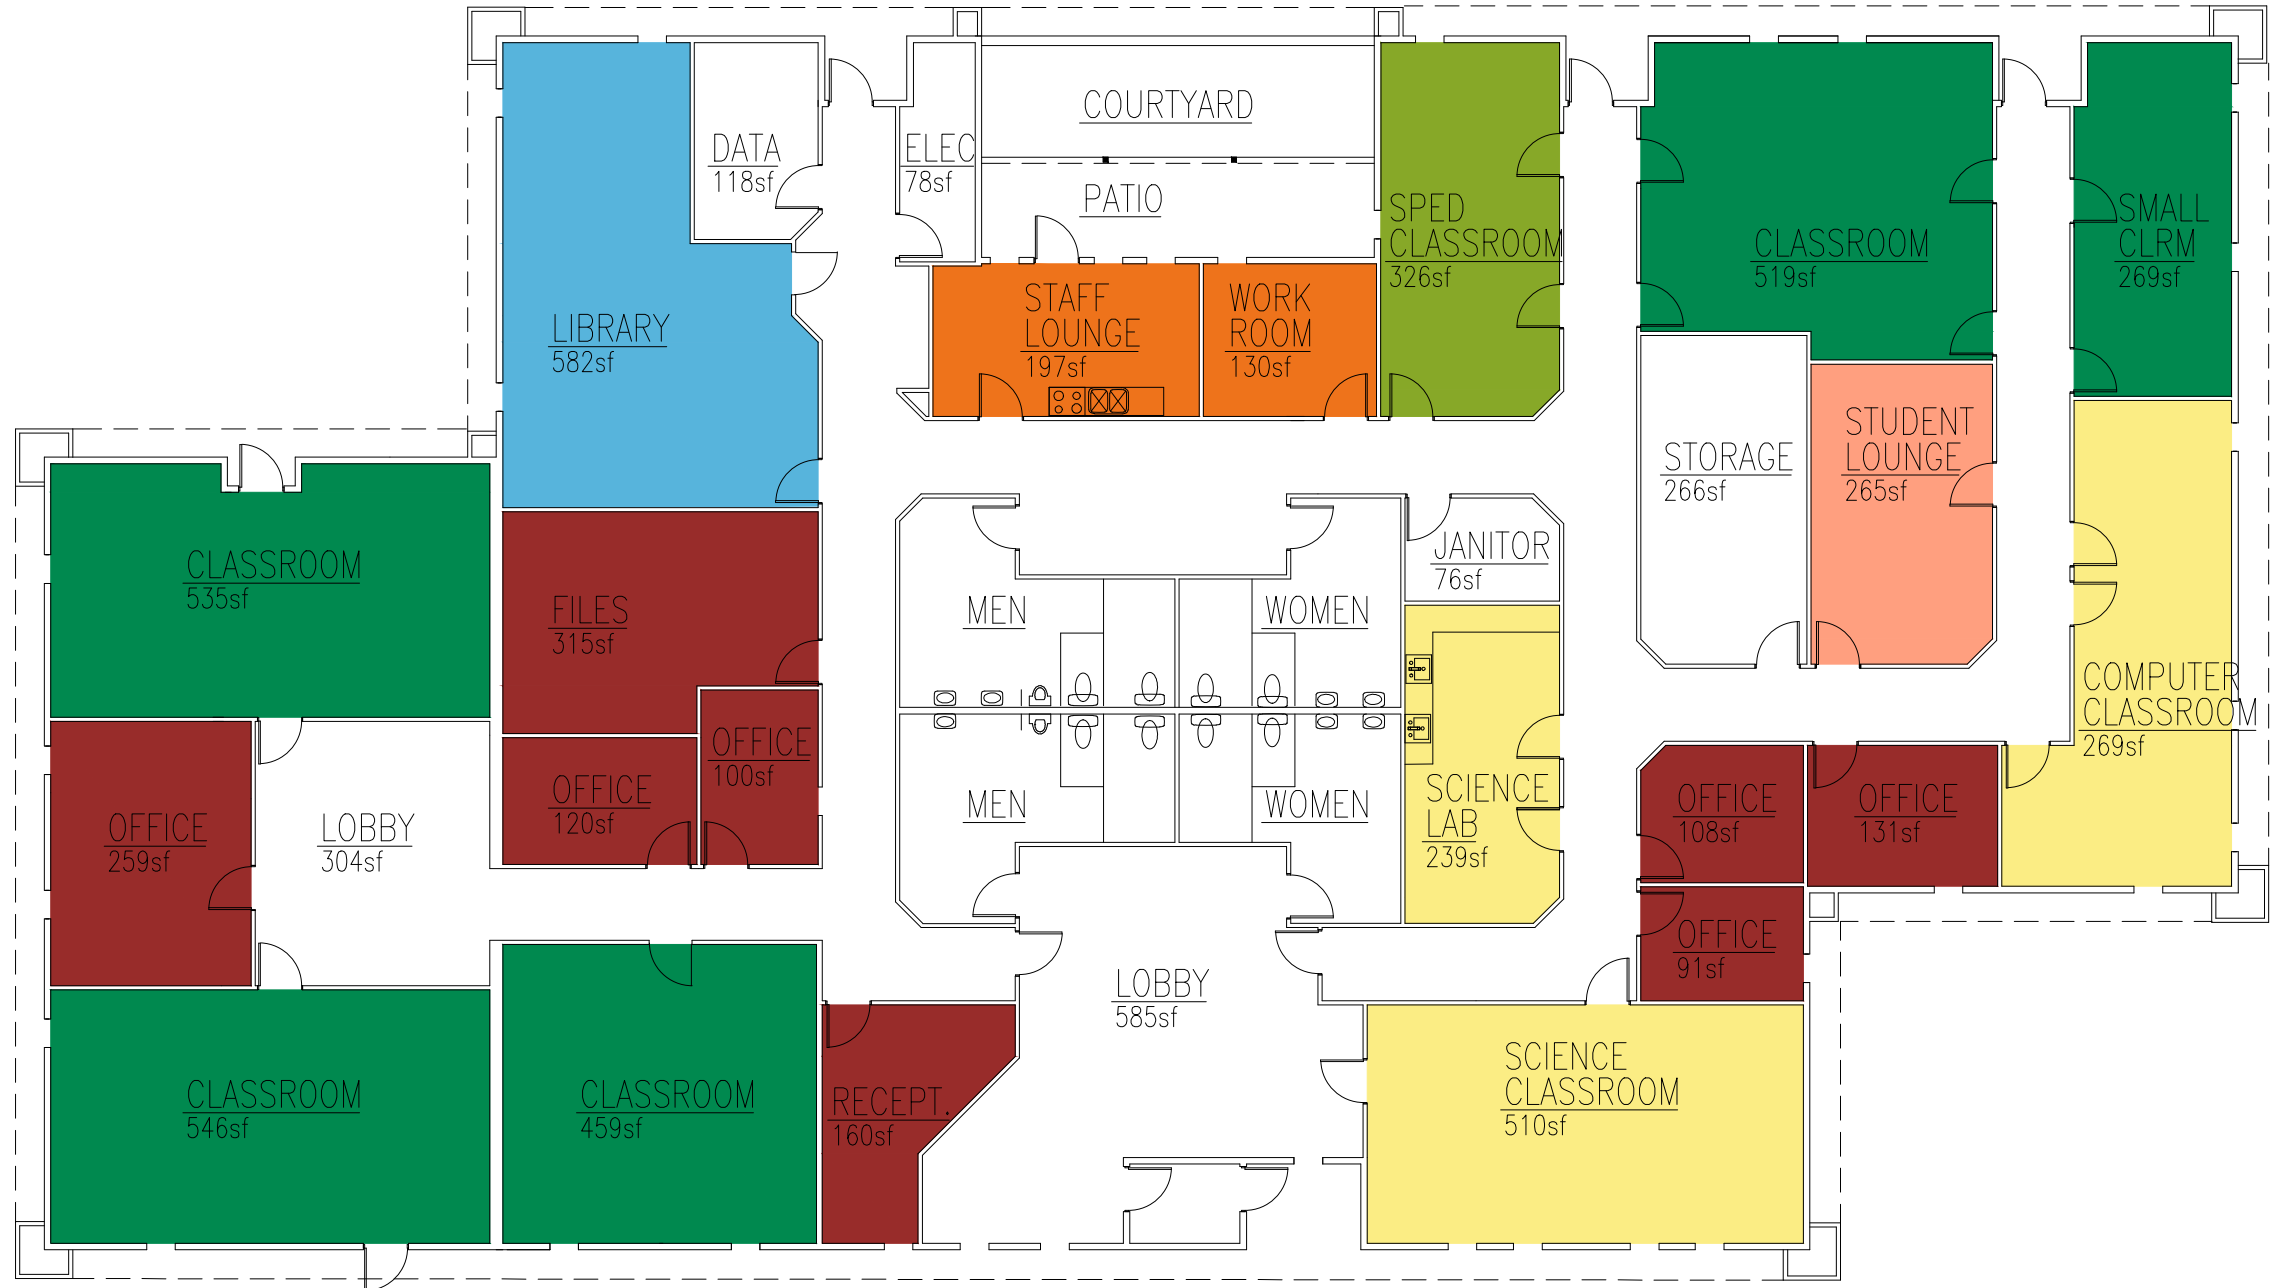 COURTYARD
DATA
118sf
ELEC
78sf
PATIO
SPED
CLASSROOM
326sf
CLASSROOM
519sf
SMALL
CLRM
269sf
LIBRARY
582sf
STAFF
LOUNGE
197sf
WORK
ROOM
130sf
STORAGE
266sf
STUDENT
LOUNGE
265sf
CLASSROOM
535sf
FILES
315sf
MEN
WOMEN
JANITOR
76sf
COMPUTER
CLASSROOM
269sf
OFFICE
259sf
LOBBY
304sf
OFFICE
120sf
OFFICE
100sf
MEN
WOMEN
SCIENCE
LAB
239sf
OFFICE
108sf
OFFICE
131sf
OFFICE
91sf
LOBBY
585sf
CLASSROOM
546sf
CLASSROOM
459sf
RECEPT.
160sf
SCIENCE
CLASSROOM
510sf